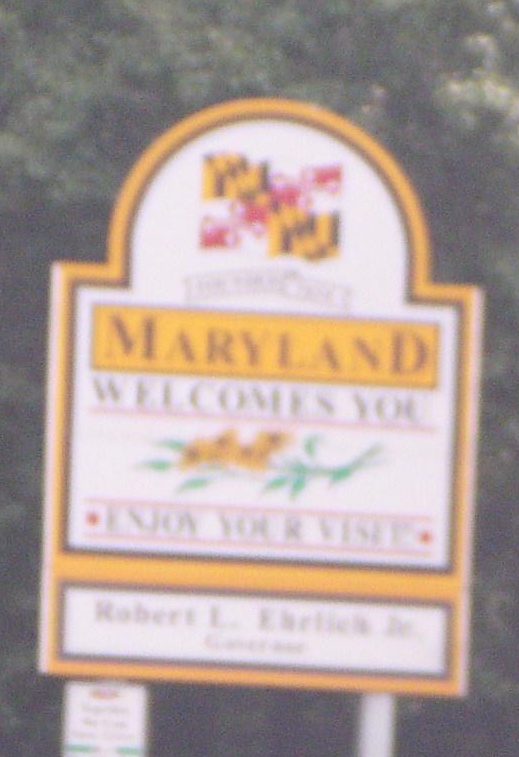 MARYLAND
WELCOMES YOU
• ENJOY YOUR VISIT! •
Robert L. Ehrlich Jr.
Governor